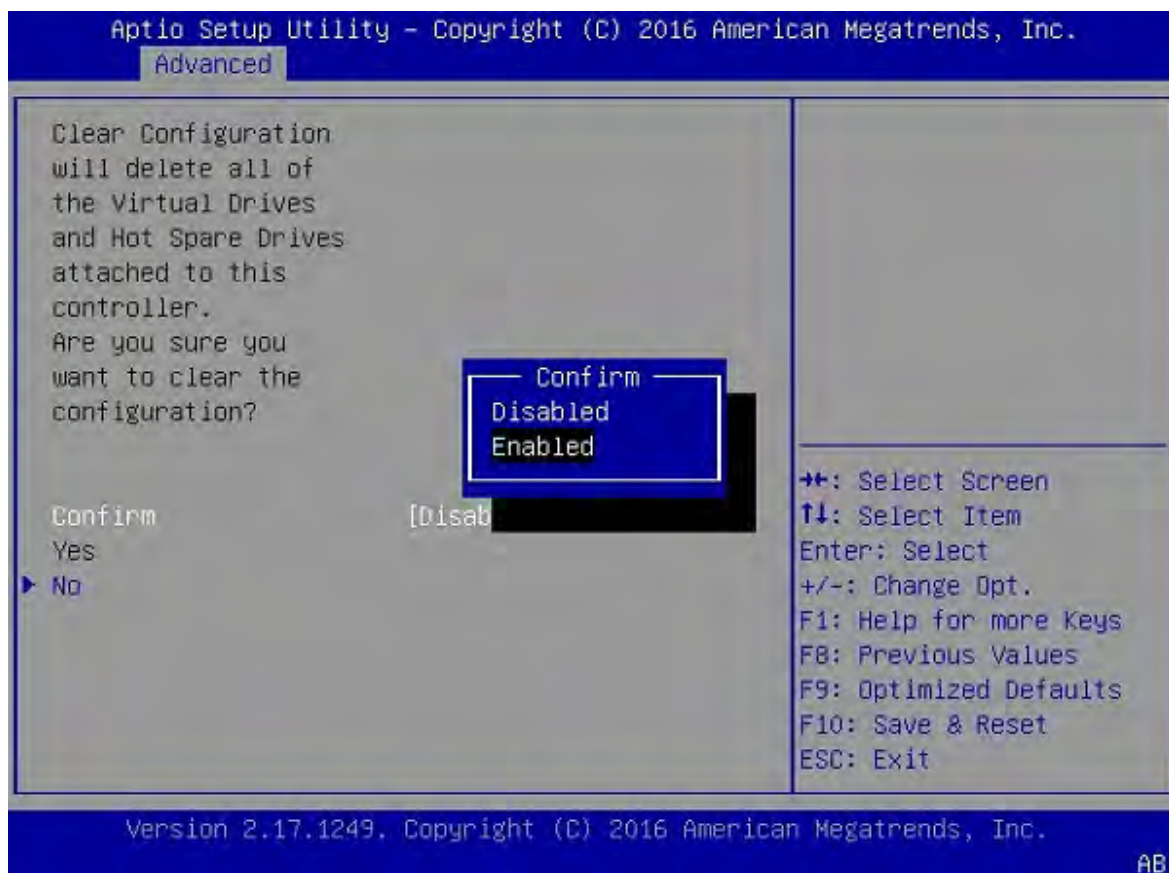 Aptio Setup Utility – Copyright (C) 2016 American Megatrends, Inc.
Advanced
Clear Configuration
will delete all of
the Virtual Drives
and Hot Spare Drives
attached to this
controller.
Are you sure you
want to clear the
configuration?
Confirm
Disabled
Enabled
Confirm [Disab
Yes
No
→←: Select Screen
↑↓: Select Item
Enter: Select
+/-: Change Opt.
F1: Help for more Keys
F8: Previous Values
F9: Optimized Defaults
F10: Save & Reset
ESC: Exit
Version 2.17.1249. Copyright (C) 2016 American Megatrends, Inc.
AB